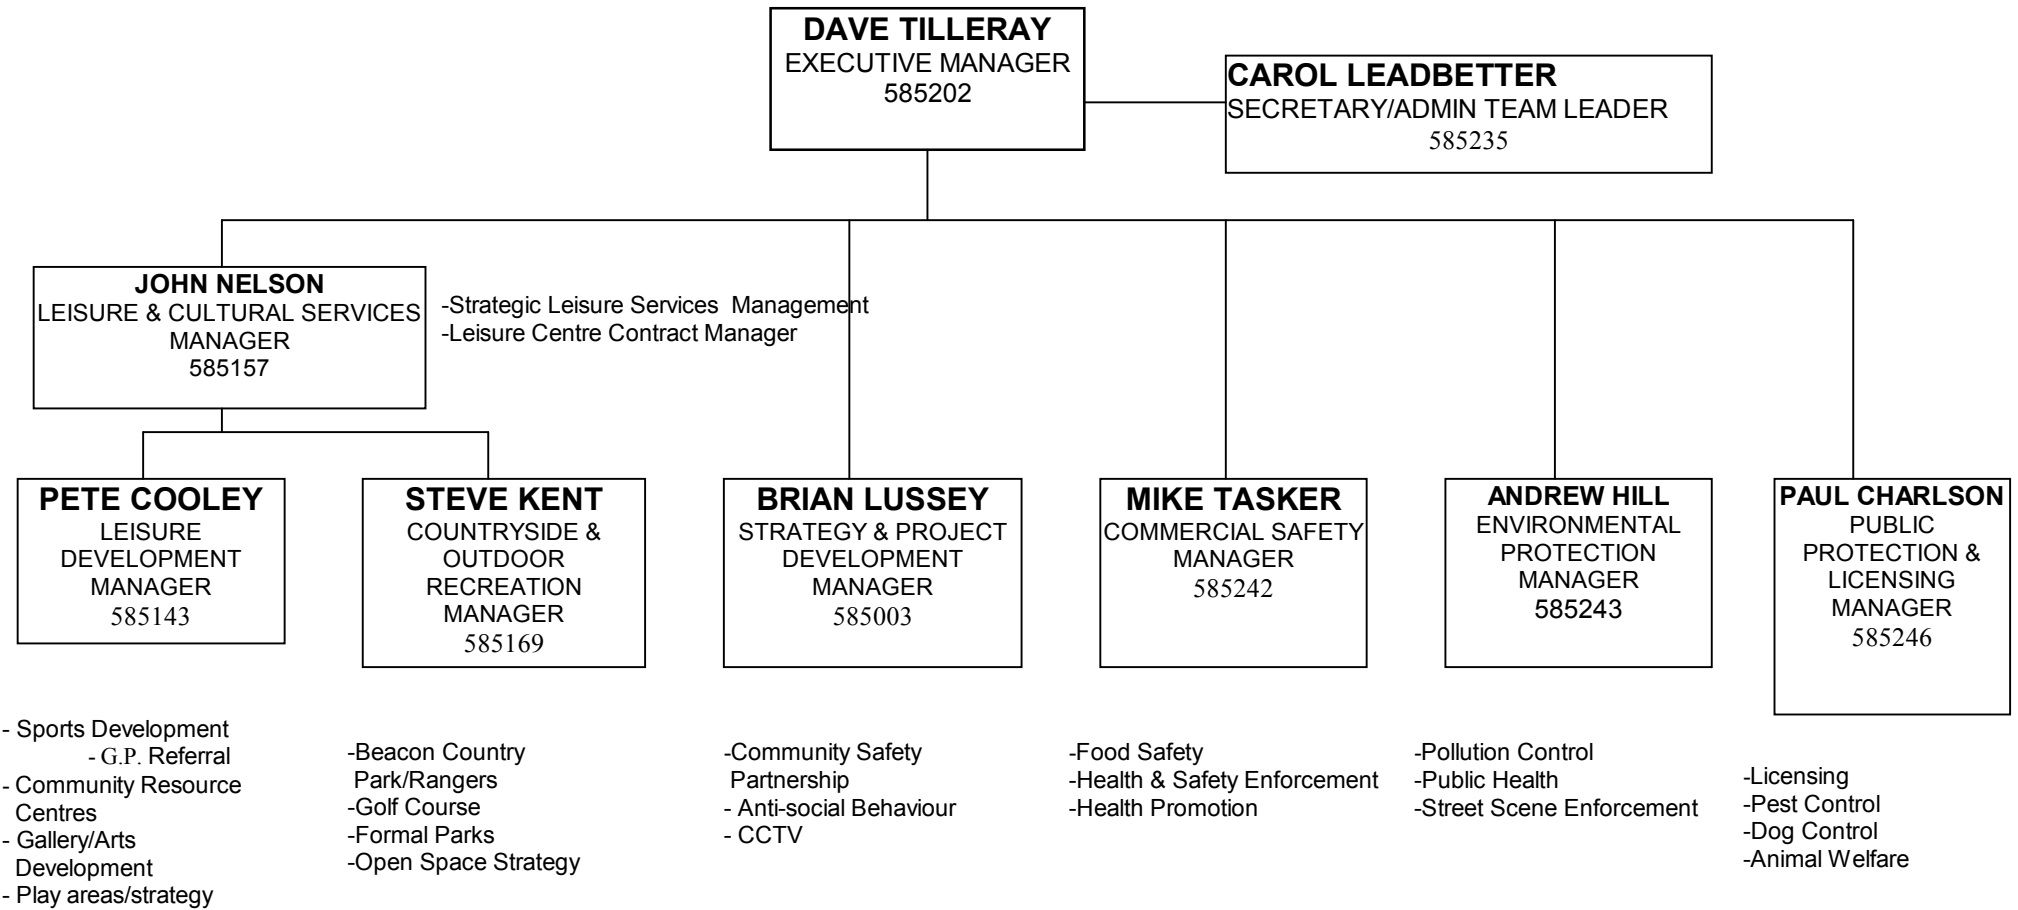 DAVE TILLERAY
EXECUTIVE MANAGER
585202
CAROL LEADBETTER
SECRETARY/ADMIN TEAM LEADER
585235
JOHN NELSON
LEISURE & CULTURAL SERVICES
MANAGER
585157
-Strategic Leisure Services  Management
-Leisure Centre Contract Manager
PETE COOLEY
LEISURE
DEVELOPMENT
MANAGER
585143
STEVE KENT
COUNTRYSIDE &
OUTDOOR
RECREATION
MANAGER
585169
BRIAN LUSSEY
STRATEGY & PROJECT
DEVELOPMENT
MANAGER
585003
MIKE TASKER
COMMERCIAL SAFETY
MANAGER
585242
ANDREW HILL
ENVIRONMENTAL
PROTECTION
MANAGER
585243
PAUL CHARLSON
PUBLIC
PROTECTION &
LICENSING
MANAGER
585246
- Sports Development
- G.P. Referral
- Community Resource
Centres
- Gallery/Arts
Development
- Play areas/strategy
-Beacon Country
Park/Rangers
-Golf Course
-Formal Parks
-Open Space Strategy
-Community Safety
Partnership
- Anti-social Behaviour
- CCTV
-Food Safety
-Health & Safety Enforcement
-Health Promotion
-Pollution Control
-Public Health
-Street Scene Enforcement
-Licensing
-Pest Control
-Dog Control
-Animal Welfare